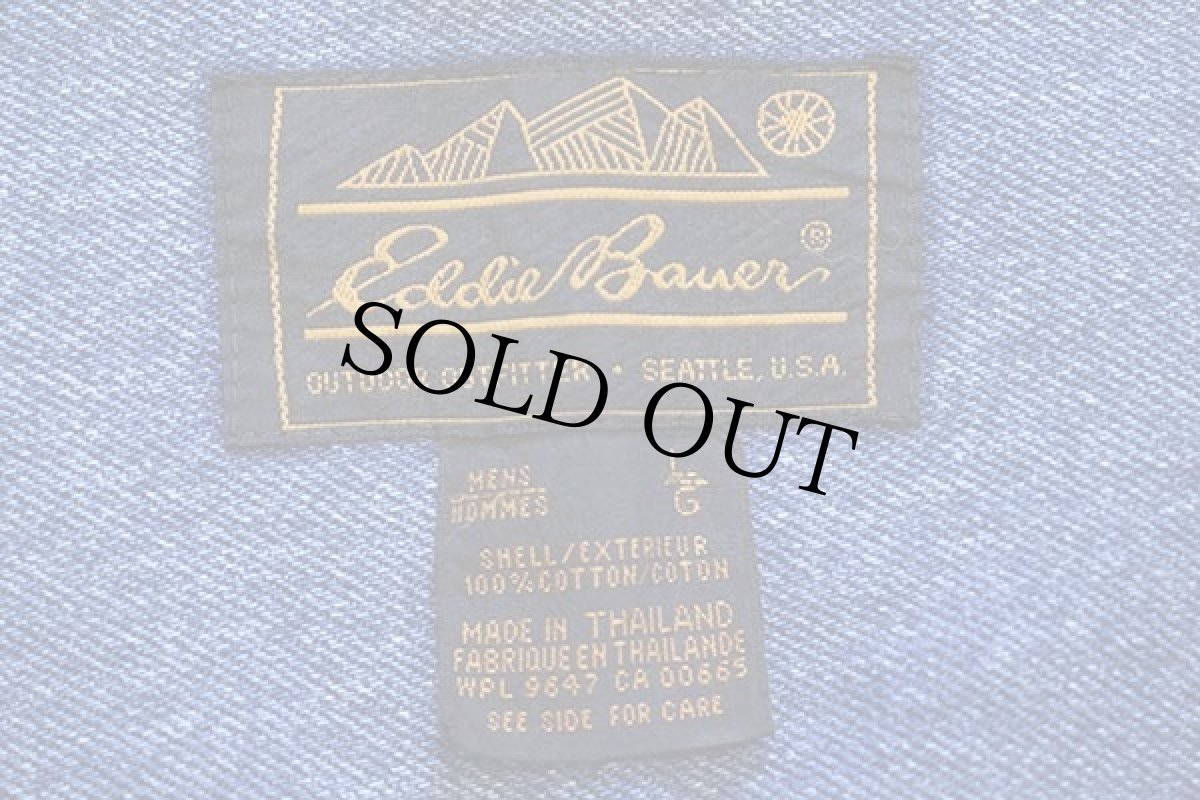 Eddie Bauer®
OUTDOOR OUTFITTER • SEATTLE, U.S.A.
SOLD OUT
MENS L
HOMMES G
SHELL/EXTERIEUR
100% COTTON/COTON
MADE IN THAILAND
FABRIQUE EN THAILANDE
WPL 9647 CA 00665
SEE SIDE FOR CARE